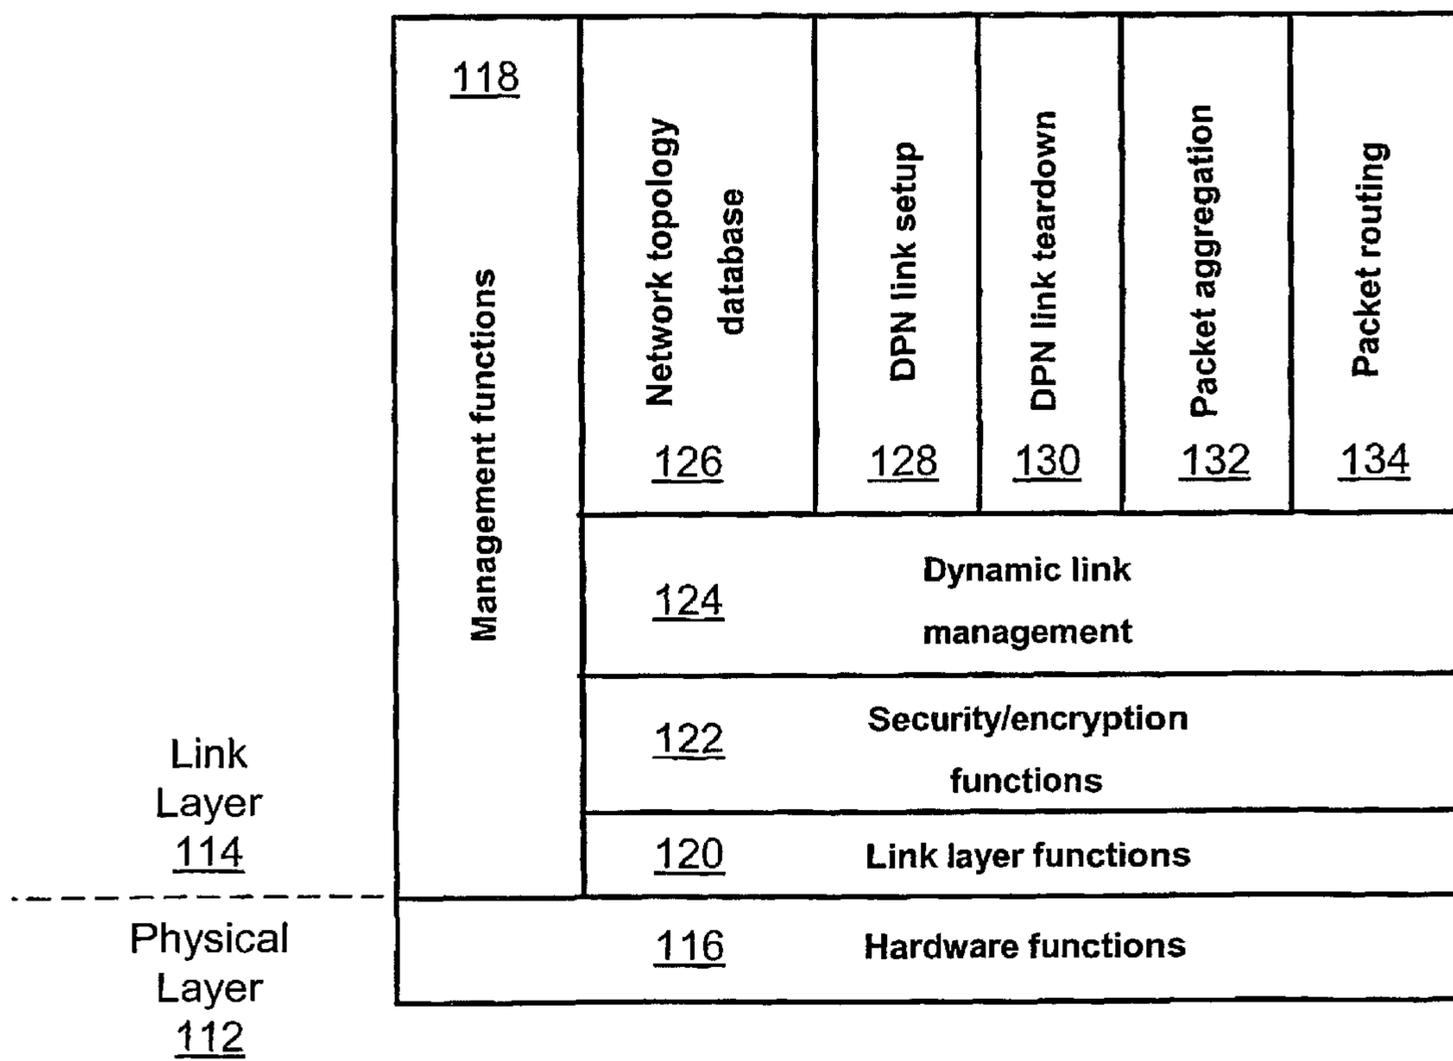 118
Management functions
Network topology
database
126
DPN link setup
128
DPN link teardown
130
Packet aggregation
132
Packet routing
134
Dynamic link
management
124
Security/encryption
functions
122
Link layer functions
120
Hardware functions
116
Link
Layer
114
Physical
Layer
112